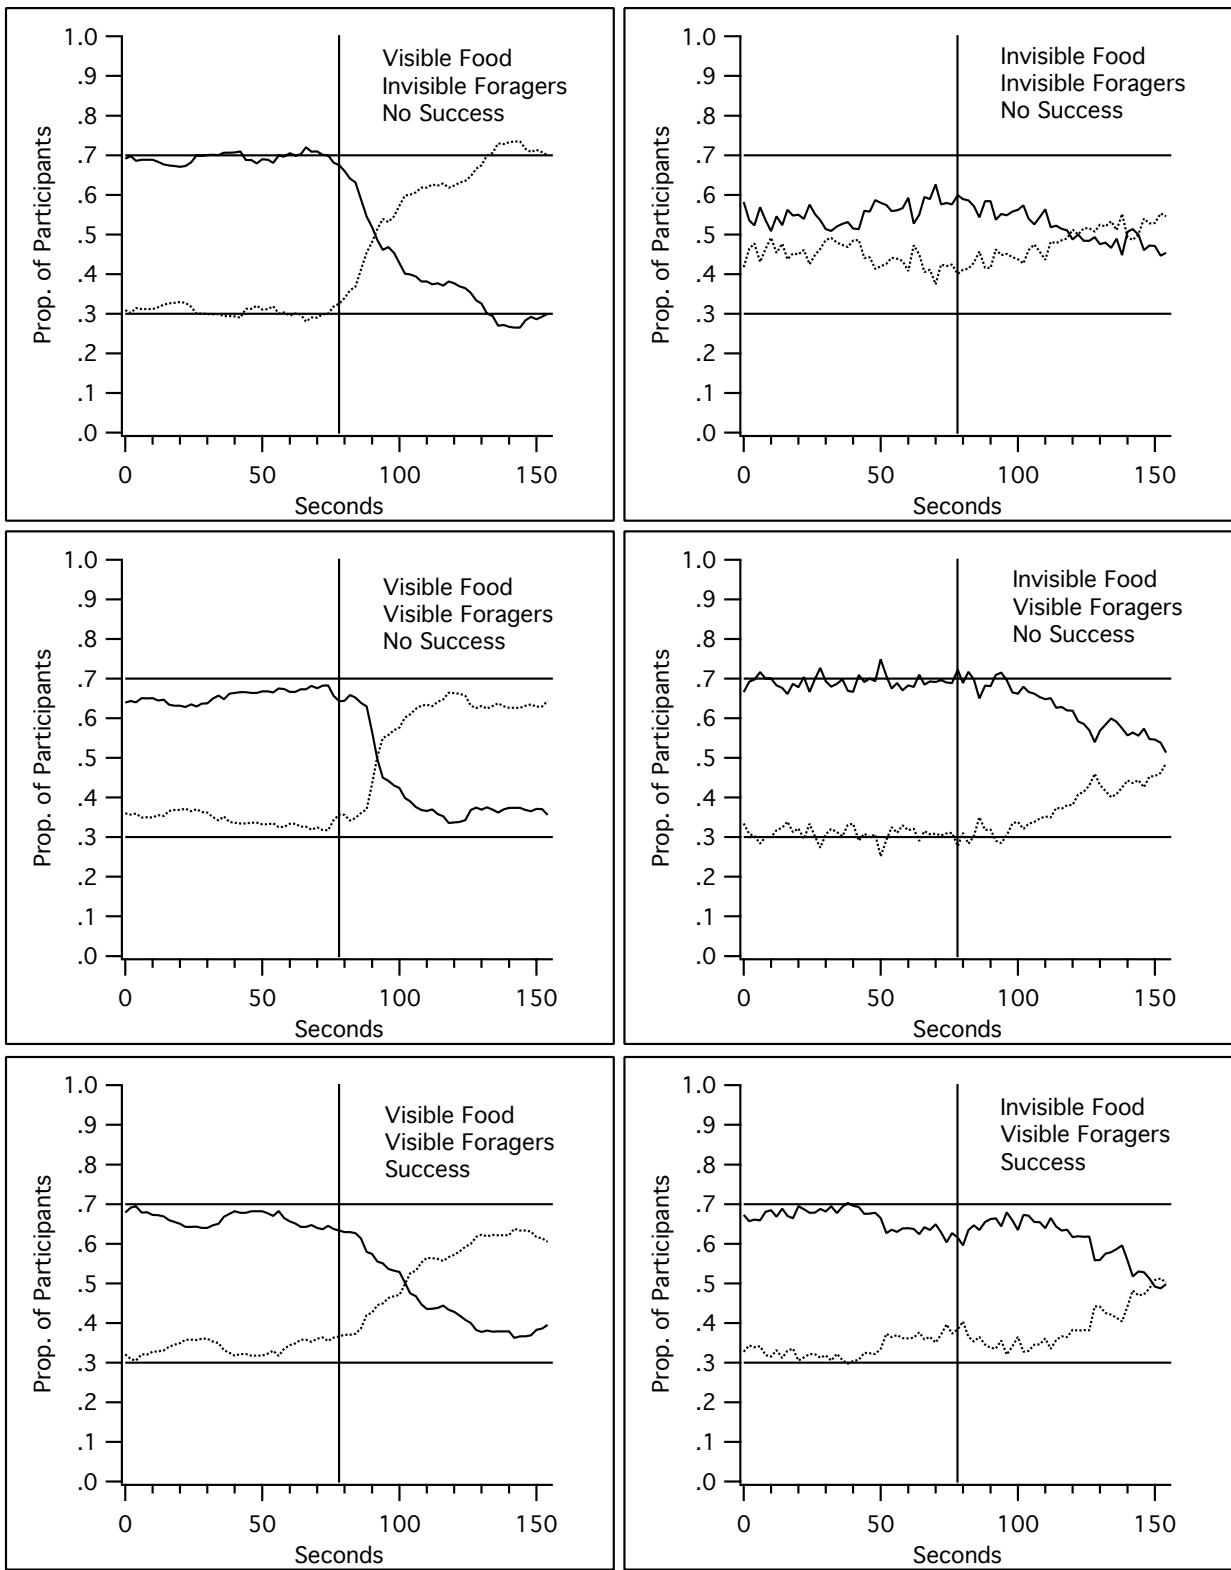 1.0
.9
.8
.7
.6
.5
.4
.3
.2
.1
.0
Prop. of Participants
Visible Food
Invisible Foragers
No Success
0 50 100 150
Seconds
1.0
.9
.8
.7
.6
.5
.4
.3
.2
.1
.0
Prop. of Participants
Invisible Food
Invisible Foragers
No Success
0 50 100 150
Seconds
1.0
.9
.8
.7
.6
.5
.4
.3
.2
.1
.0
Prop. of Participants
Visible Food
Visible Foragers
No Success
0 50 100 150
Seconds
1.0
.9
.8
.7
.6
.5
.4
.3
.2
.1
.0
Prop. of Participants
Invisible Food
Visible Foragers
No Success
0 50 100 150
Seconds
1.0
.9
.8
.7
.6
.5
.4
.3
.2
.1
.0
Prop. of Participants
Visible Food
Visible Foragers
Success
0 50 100 150
Seconds
1.0
.9
.8
.7
.6
.5
.4
.3
.2
.1
.0
Prop. of Participants
Invisible Food
Visible Foragers
Success
0 50 100 150
Seconds